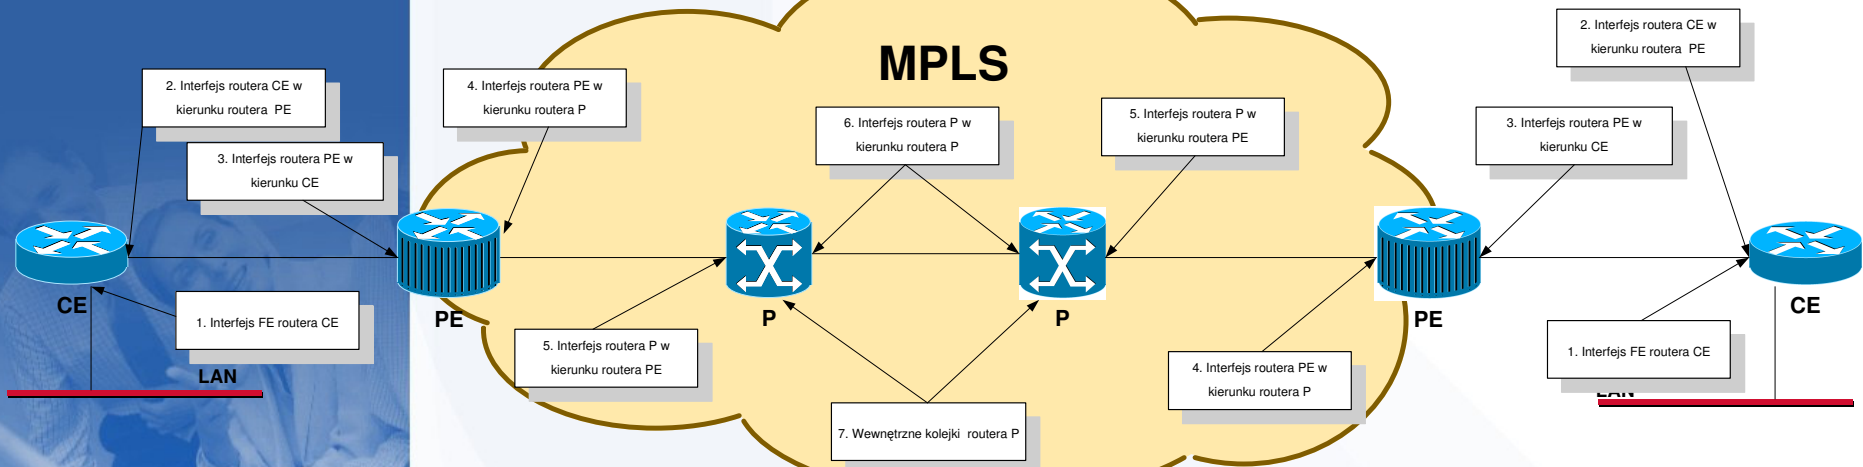 MPLS
2. Interfejs routera CE w
kierunku routera PE
3. Interfejs routera PE w
kierunku CE
4. Interfejs routera PE w
kierunku routera P
6. Interfejs routera P w
kierunku routera P
5. Interfejs routera P w
kierunku routera PE
3. Interfejs routera PE w
kierunku CE
2. Interfejs routera CE w
kierunku routera PE
CE
PE
P
P
PE
CE
1. Interfejs FE routera CE
LAN
5. Interfejs routera P w
kierunku routera PE
7. Wewnętrzne kolejki routera P
4. Interfejs routera PE w
kierunku routera P
1. Interfejs FE routera CE
LAN